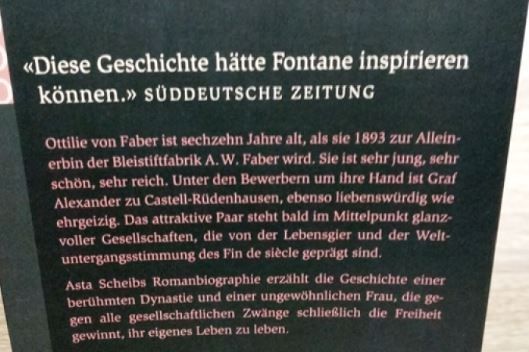 «Diese Geschichte hätte Fontane inspirieren
können.» SÜDDEUTSCHE ZEITUNG
Ottilie von Faber ist sechzehn Jahre alt, als sie 1893 zur Allein-
erbin der Bleistiftfabrik A. W. Faber wird. Sie ist sehr jung, sehr
schön, sehr reich. Unter den Bewerbern um ihre Hand ist Graf
Alexander zu Castell-Rüdenhausen, ebenso liebenswürdig wie
ehrgeizig. Das attraktive Paar steht bald im Mittelpunkt glanz-
voller Gesellschaften, die von der Lebensgier und der Welt-
untergangsstimmung des Fin de siècle geprägt sind.
Asta Scheibs Romanbiographie erzählt die Geschichte einer
berühmten Dynastie und einer ungewöhnlichen Frau, die ge-
gen alle gesellschaftlichen Zwänge schließlich die Freiheit
gewinnt, ihr eigenes Leben zu leben.